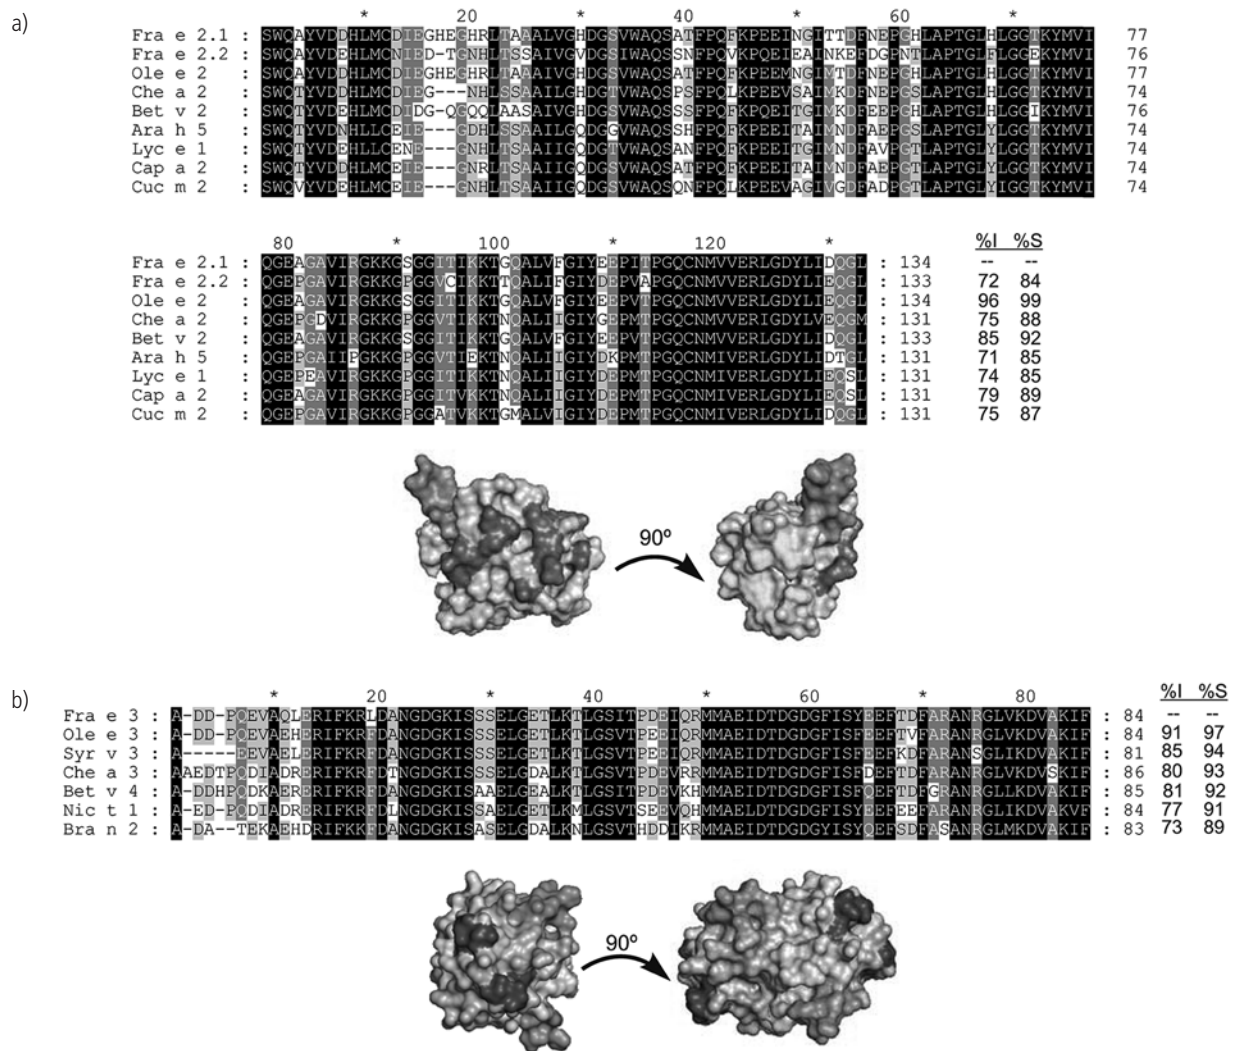 a)
* 20 * 40 * 60 *
Fra e 2.1 : SWQAYVDDHLMCDIEGHEGHRLTAAALVGHDGSVWAQSATFPQFKPEEINGITTDFNEPGHLAPTGLHLGGTKYMVI 77
Fra e 2.2 : SWQAYVDEHLMCNIED-TGNHLTSSAIVGVDGSVWAQSANFPQVKPQEIEAINKEFDGPNTLAPTGLHLGGEKYMVI 76
Ole e 2 : SWQAYVDDHLMCDIEGHEGHRLTAAAIVGHDGSVWAQSATFPQFKPEEMNGIMTDFNEPGHLAPTGLHLGGTKYMVI 77
Che a 2 : SWQTYVDDHLMCDIEG---NHLSSAAILGHDGTVWAQSPSFPQLKPEEVSAIMKDFNEPGSLAPTGLHLGGTKYMVI 74
Bet v 2 : SWQTYVDEHLMCDIDG-QGQQLAASAIVGHDGSVWAQSSSFPQFKPQEITGIMKDFEEPGHLAPTGLHLGGIKYMVI 76
Ara h 5 : SWQTYVDNHLLCEIE---GDHLSSAAILGQDGGVWAQSSHFPQFKPEEITAIMNDFAEPGSLAPTGLYLGGTKYMVI 74
Lyc e 1 : SWQTYVDEHLLCENE---GNHLTSAAIIGQDGTVWAQSANFPQFKPEEITGIMNDFAVPGTLAPTGLYLGGTKYMVI 74
Cap a 2 : SWQTYVDDHLMCEIE---GNRLTSAAIIGQDGSVWAQSATFPQFKPEEITAIMNDFAEPGTLAPTGLYLGGTKYMVI 74
Cuc m 2 : SWQVYVDEHLMCEIE---GNHLTSAAIIGQDGSVWAQSQNFPQLKPEEVAGIVGDFADPGTLAPTGLYIGGTKYMVI 74
80 * 100 * 120 * %I %S
Fra e 2.1 : QGEAGAVIRGKKGSGGITIKKTGQALVFGIYEEPITPGQCNMVVERLGDYLIDQGL : 134 -- --
Fra e 2.2 : QGEPGAVIRGKKGPGGVCIKKTTQALIFGIYDEPVAPGQCNMVVERLGDYLIEQGL : 133 72 84
Ole e 2 : QGEAGAVIRGKKGSGGITIKKTGQALVFGIYEEPVTPGQCNMVVERLGDYLIDQGL : 134 96 99
Che a 2 : QGEPGDVIRGKKGPGGVTIKKTNQALIIGIYGEPMTPGQCNMVVERIGDYLVEQGM : 131 75 88
Bet v 2 : QGEAGAVIRGKKGSGGITIKKTGQALVFGIYEEPVTPGQCNMVVERLGDYLIDQGL : 133 85 92
Ara h 5 : QGEPGAIIPGKKGPGGVTIEKTNQALIIGIYDKPMTPGQCNMIVERLGDYLIDTGL : 131 71 85
Lyc e 1 : QGEPEAVIRGKKGPGGITIKKTNQALIIGIYDEPMTPGQCNMIVERLGDYLIEQSL : 131 74 85
Cap a 2 : QGEAGAVIRGKKGPGGITIKKTNQALIIGIYDEPMTPGQCNMIVERLGDYLIEQSL : 131 79 89
Cuc m 2 : QGEPGAVIRGKKGPGGATVKKTGMALVIGIYDEPMTPGQCNMIVERLGDYLIDQGL : 131 75 87
90º
b)
* 20 * 40 * 60 * 80 %I %S
Fra e 3 : A-DD-PQEVAQLERIFKRLDANGDGKISSSELGETLKTLGSITPDEIQRMMAEIDTDGDGFISYEEFTDFARANRGLVKDVAKIF : 84 -- --
Ole e 3 : A-DD-PQEVAEHERIFKRFDANGDGKISSSELGETLKTLGSVTPEEIQRMMAEIDTDGDGFISFEEFTVFARANRGLVKDVAKIF : 84 91 97
Syr v 3 : A-----EEVAELERIFKRFDANGDGKISSSELGETLKTLGSVTPEEIQRMMAEIDTDGDGFISFEEFKDFARANSGLIKDVAKIF : 81 85 94
Che a 3 : AAEDTPQDIADRERIFKRFDTNGDGKISSSELGDALKTLGSVTPDEVRRMMAEIDTDGDGFISFDEFTDFARANRGLVKDVSKIF : 86 80 93
Bet v 4 : A-DDHPQDKAERERIFKRFDANGDGKISAAELGEALKTLGSITPDEVKHMMAEIDTDGDGFISFQEFTDFGRANRGLLKDVAKIF : 85 81 92
Nic t 1 : A-ED-PQDIADRERIFKRFDLNGDGKISSAELGETLKMLGSVTSEEVQHMMAELDTDGDGFISYEEFEEFARANRGLIKDVAKVF : 84 77 91
Bra n 2 : A-DA--TEKAEHDRIFKKFDANGDGKISASELGDALKNLGSVTHDDIKRMMAEIDTDGDGYISYQEFSDFASANRGLMKDVAKIF : 83 73 89
90º